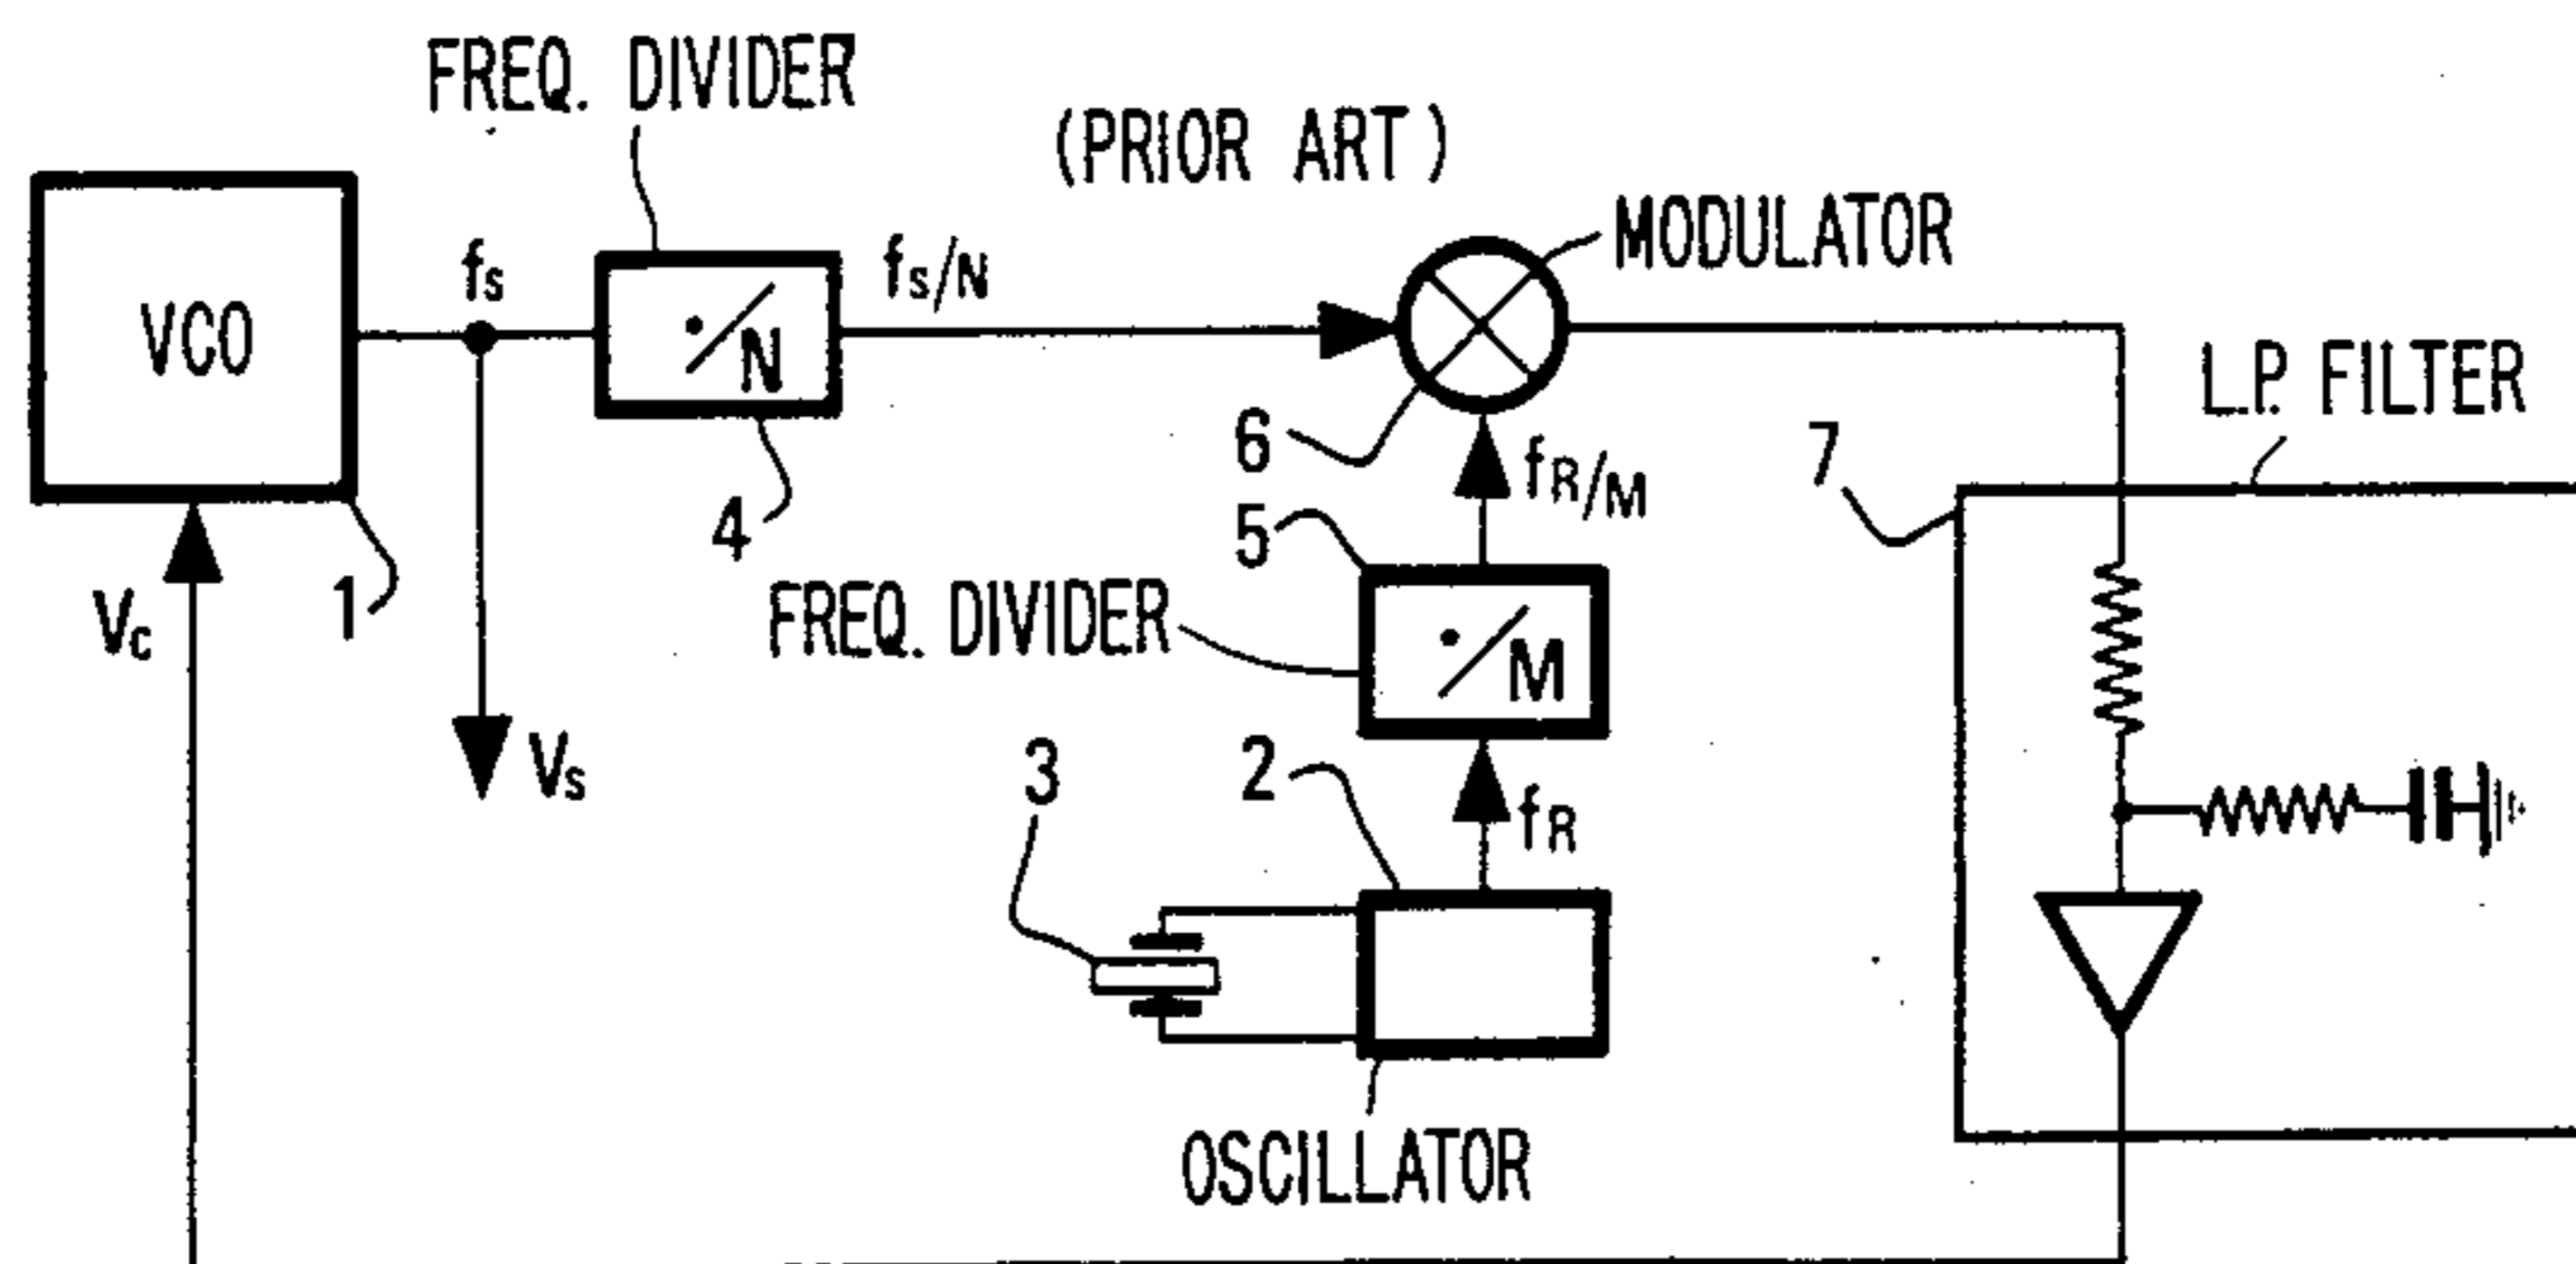 FREQ. DIVIDER
(PRIOR ART)
MODULATOR
VCO
fs
./N
fs/N
L.P. FILTER
6
7
fR/M
4
5
1
Vc
FREQ. DIVIDER
./M
Vs
3
2
fR
OSCILLATOR